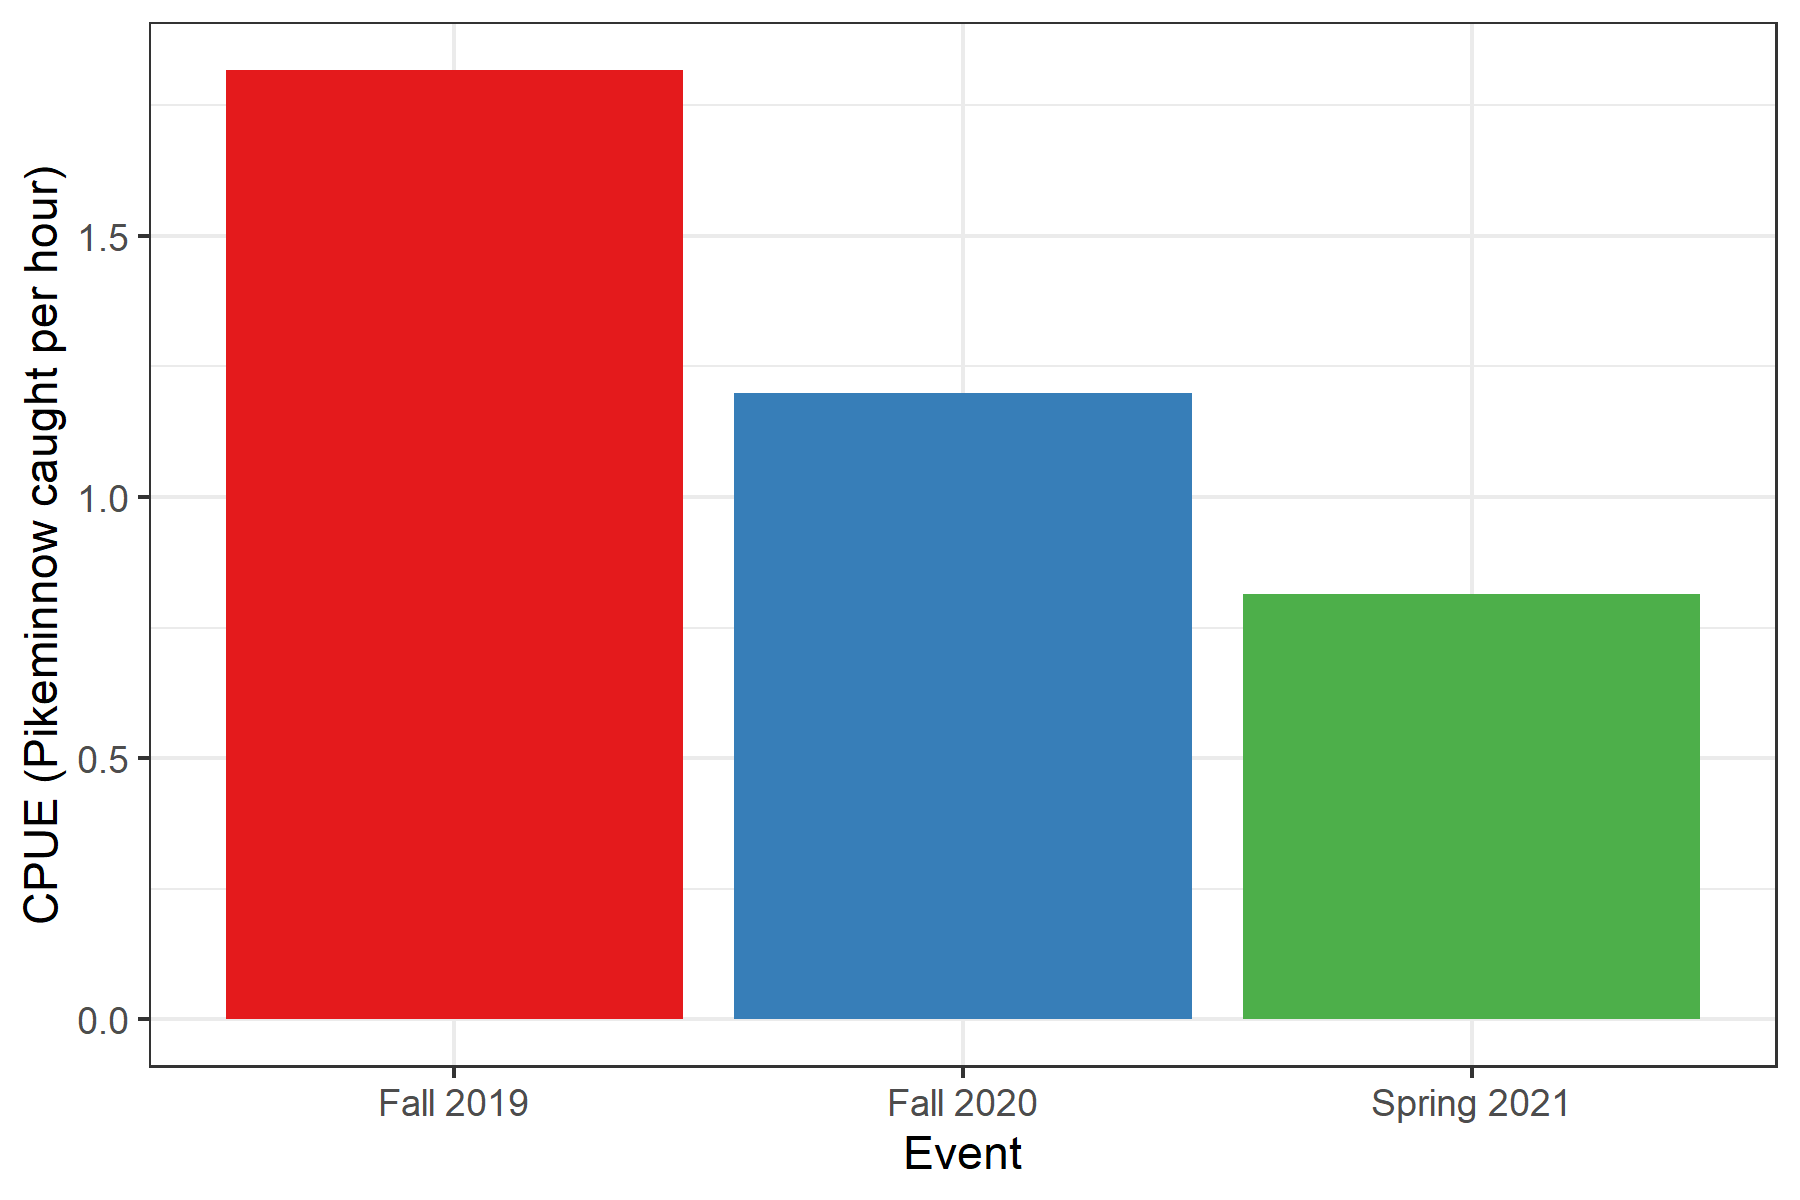 CPUE (Pikeminnow caught per hour)
1.5
1.0
0.5
0.0
Fall 2019
Fall 2020
Spring 2021
Event